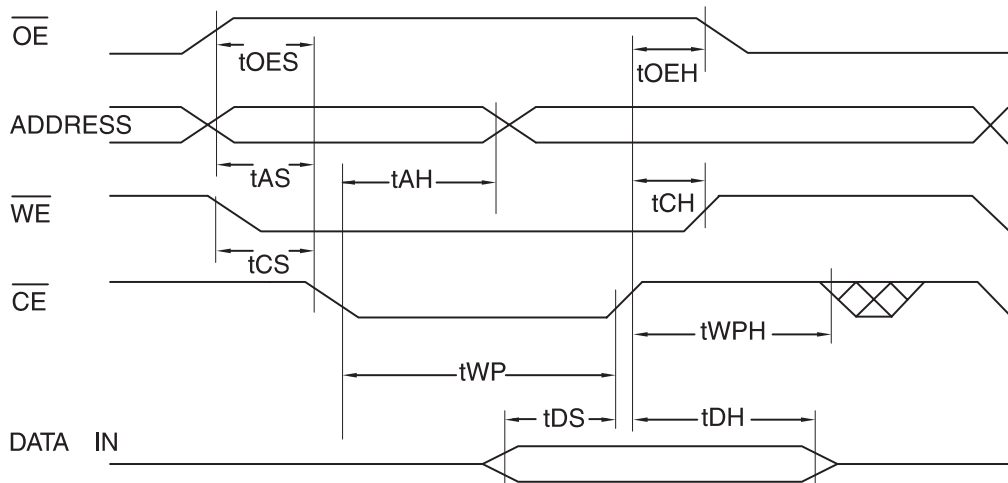 OE
tOES
tOEH
ADDRESS
tAS
tAH
WE
tCH
tCS
CE
tWPH
tWP
tDS
tDH
DATA IN